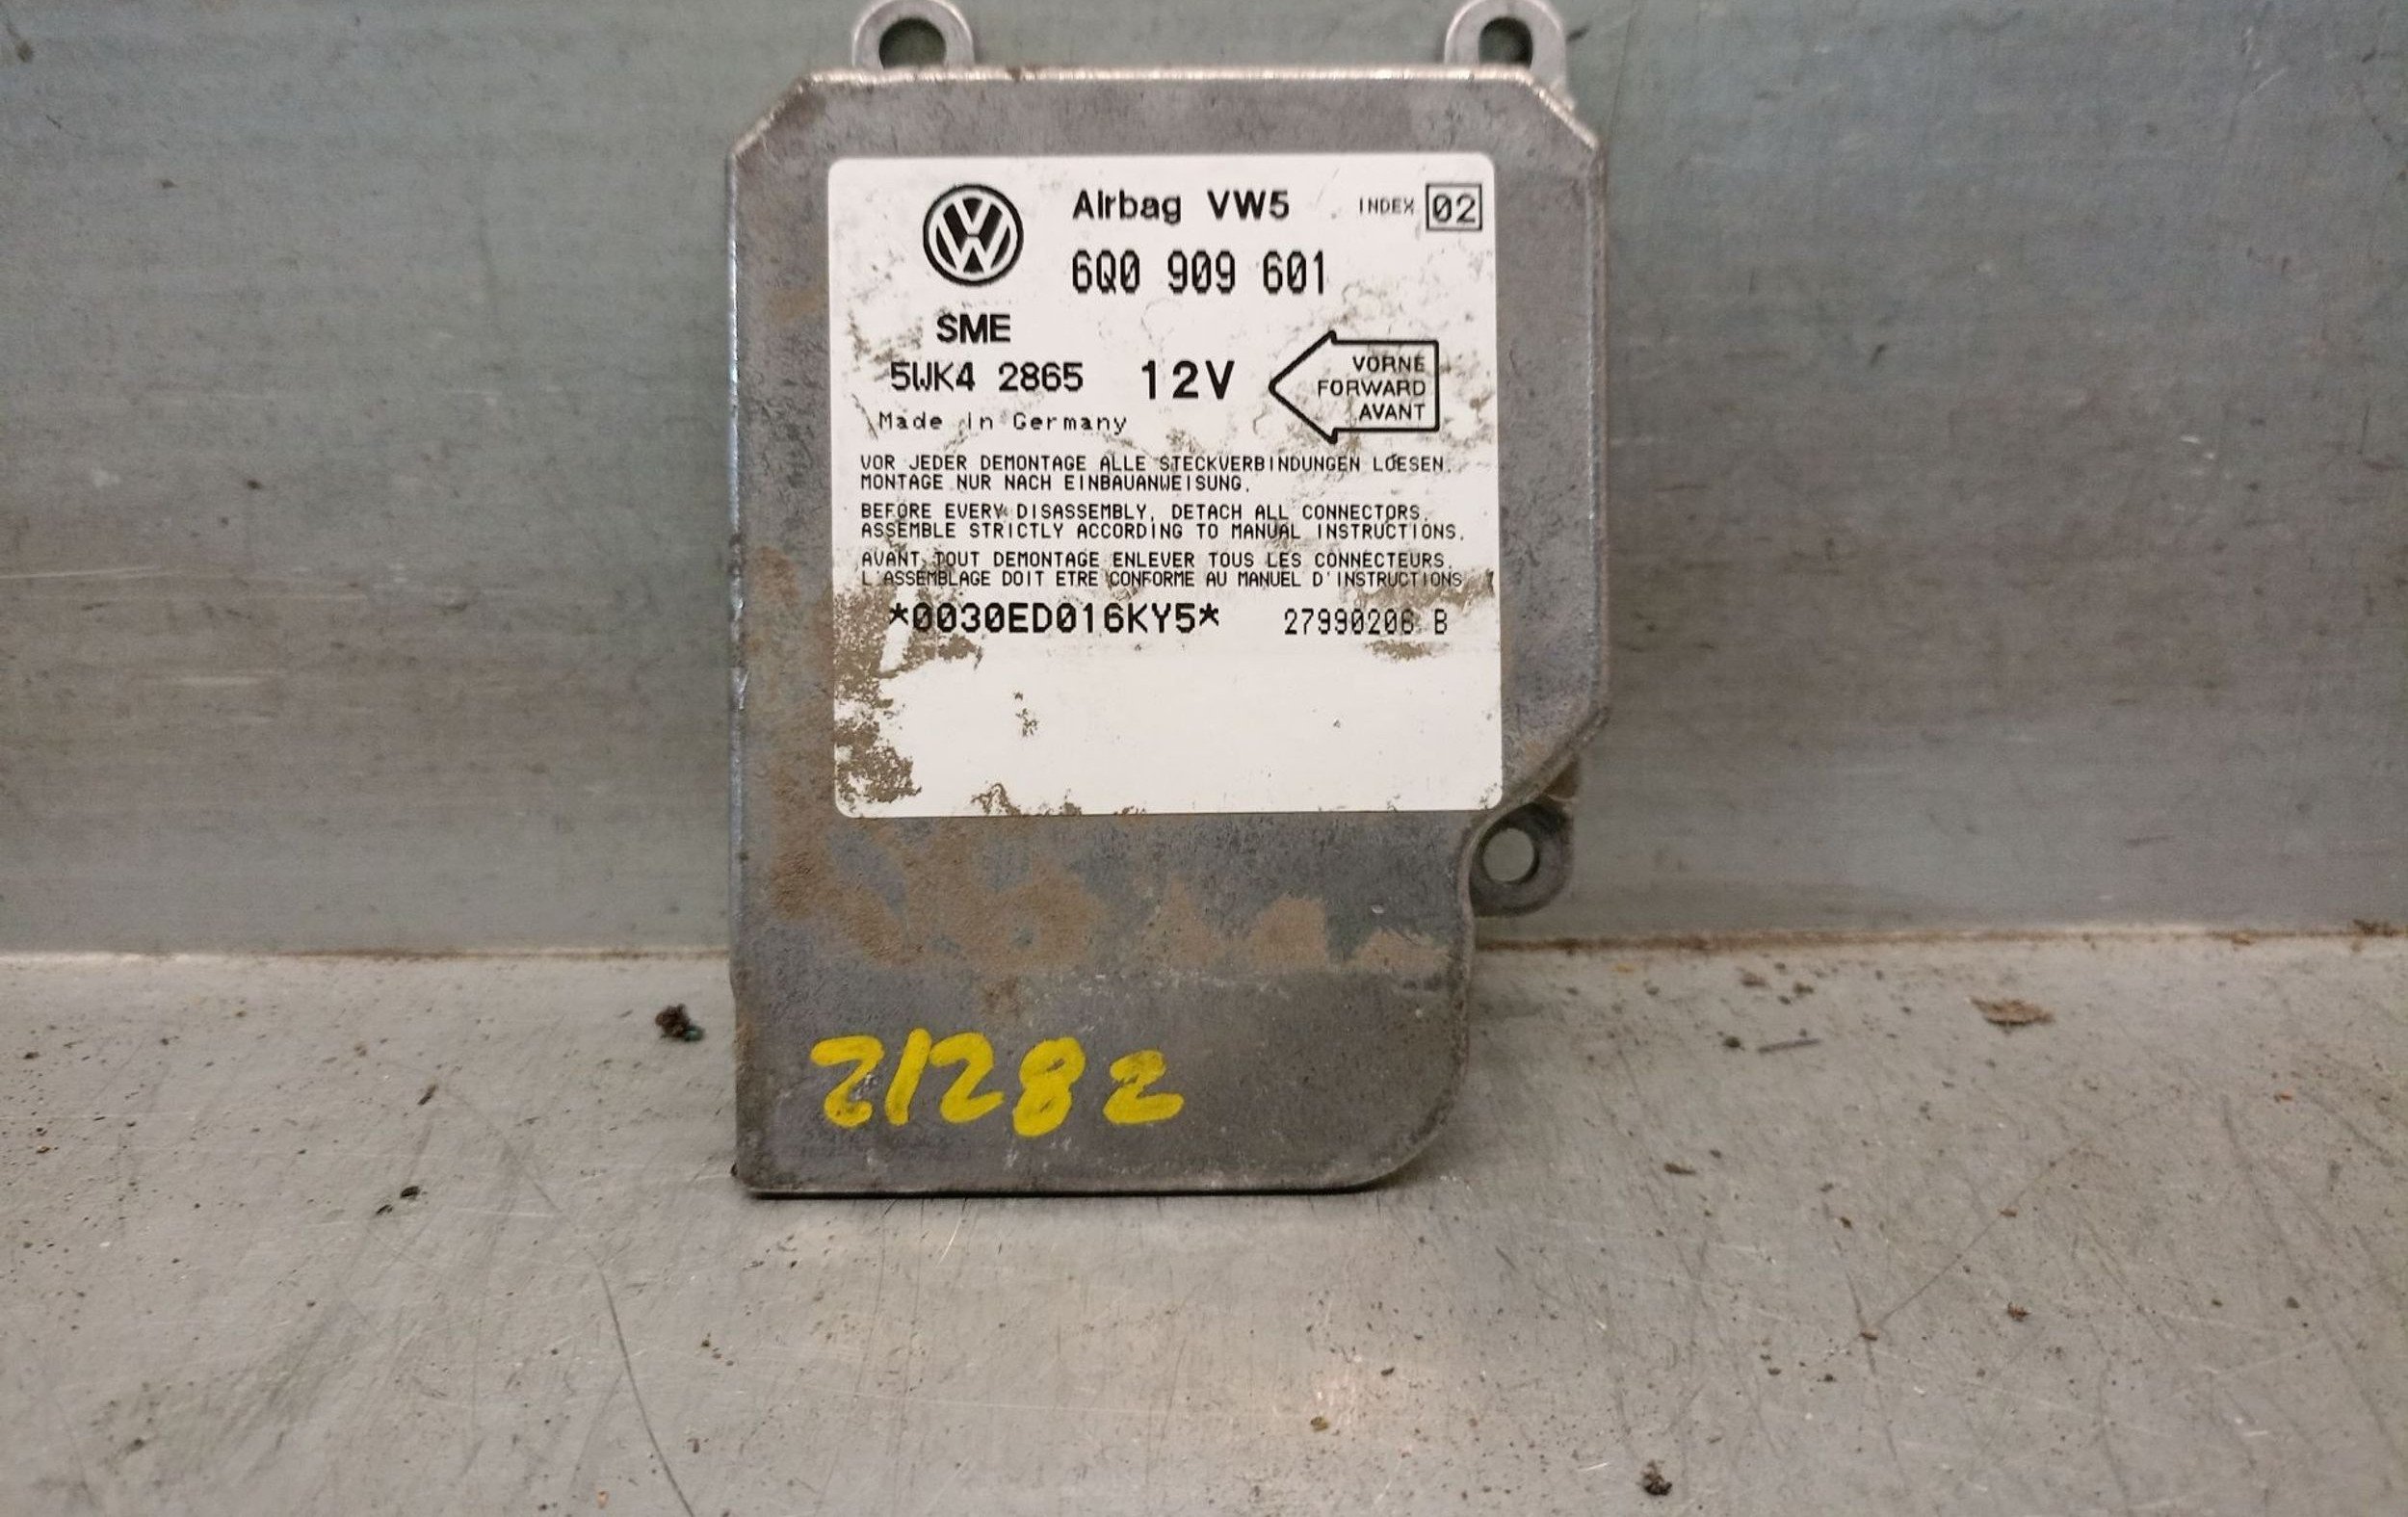 Airbag VW5 INDEX 02
6Q0 909 601
SME
5WK4 2865 12V
VORNE
FORWARD
AVANT
Made in Germany
VOR JEDER DEMONTAGE ALLE STECKVERBINDUNGEN LOESEN.
MONTAGE NUR NACH EINBAUANWEISUNG.
BEFORE EVERY DISASSEMBLY, DETACH ALL CONNECTORS.
ASSEMBLE STRICTLY ACCORDING TO MANUAL INSTRUCTIONS.
AVANT TOUT DEMONTAGE ENLEVER TOUS LES CONNECTEURS.
L'ASSEMBLAGE DOIT ETRE CONFORME AU MANUEL D'INSTRUCTIONS
*0030ED016KY5* 27990206 B
21282